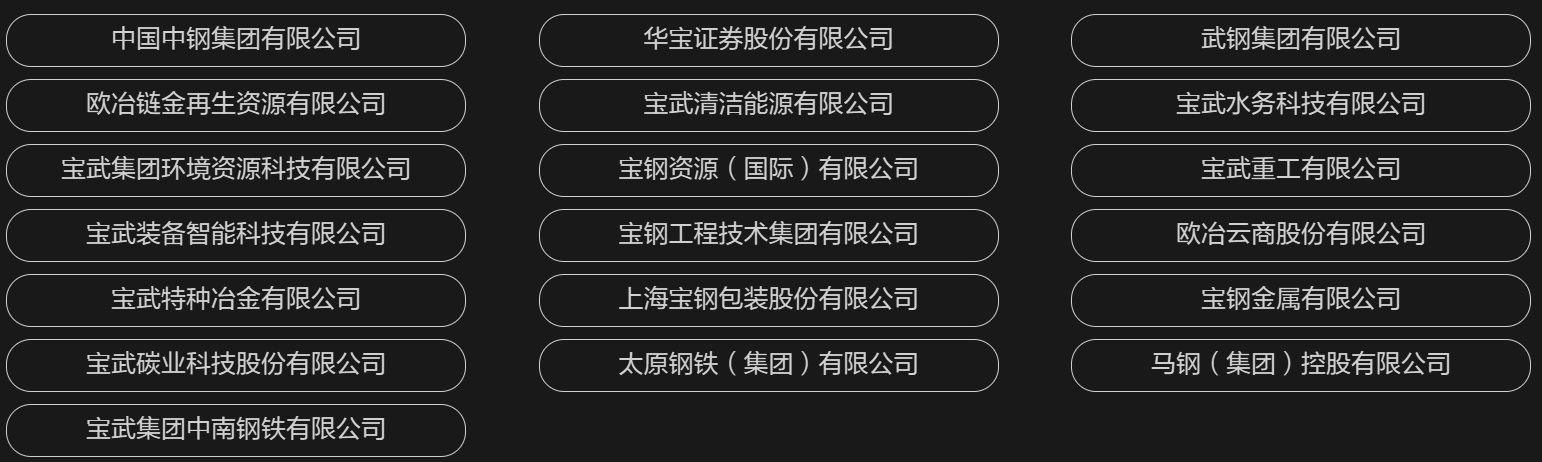 中国中钢集团有限公司
华宝证券股份有限公司
武钢集团有限公司
欧冶链金再生资源有限公司
宝武清洁能源有限公司
宝武水务科技有限公司
宝武集团环境资源科技有限公司
宝钢资源（国际）有限公司
宝武重工有限公司
宝武装备智能科技有限公司
宝钢工程技术集团有限公司
欧冶云商股份有限公司
宝武特种冶金有限公司
上海宝钢包装股份有限公司
宝钢金属有限公司
宝武碳业科技股份有限公司
太原钢铁（集团）有限公司
马钢（集团）控股有限公司
宝武集团中南钢铁有限公司